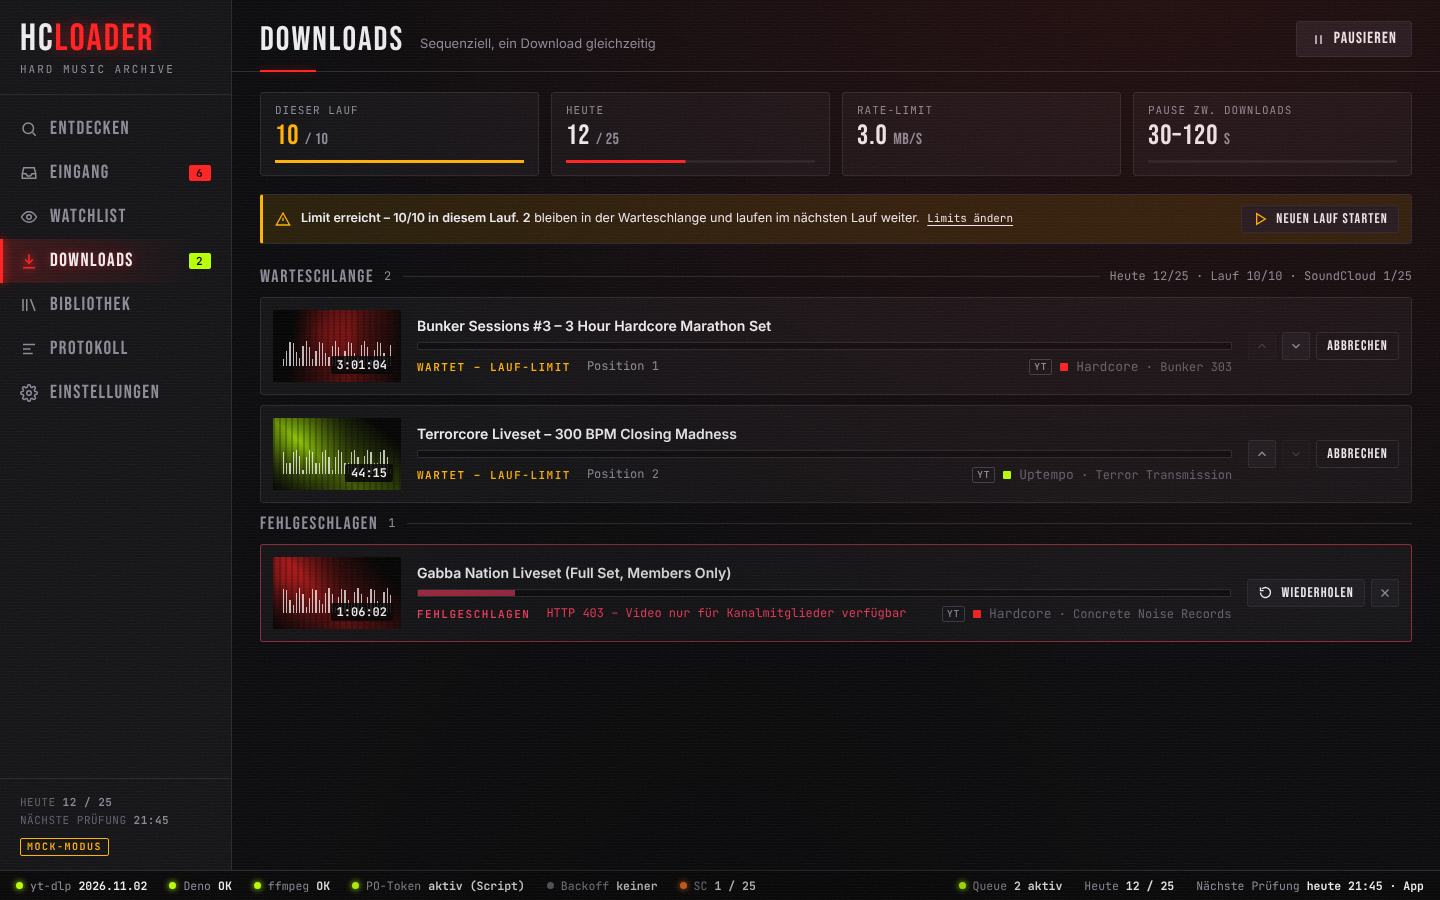 HCLOADER
HARD MUSIC ARCHIVE
ENTDECKEN
EINGANG 6
WATCHLIST
DOWNLOADS 2
BIBLIOTHEK
PROTOKOLL
EINSTELLUNGEN
HEUTE 12 / 25
NÄCHSTE PRÜFUNG 21:45
MOCK-MODUS
DOWNLOADS Sequenziell, ein Download gleichzeitig
PAUSIEREN
DIESER LAUF
10 / 10
HEUTE
12 / 25
RATE-LIMIT
3.0 MB/S
PAUSE ZW. DOWNLOADS
30–120 S
Limit erreicht – 10/10 in diesem Lauf. 2 bleiben in der Warteschlange und laufen im nächsten Lauf weiter. Limits ändern
NEUEN LAUF STARTEN
WARTESCHLANGE 2
Heute 12/25 · Lauf 10/10 · SoundCloud 1/25
3:01:04
Bunker Sessions #3 – 3 Hour Hardcore Marathon Set
WARTET – LAUF-LIMIT Position 1
YT Hardcore · Bunker 303
ABBRECHEN
44:15
Terrorcore Liveset – 300 BPM Closing Madness
WARTET – LAUF-LIMIT Position 2
YT Uptempo · Terror Transmission
ABBRECHEN
FEHLGESCHLAGEN 1
1:06:02
Gabba Nation Liveset (Full Set, Members Only)
FEHLGESCHLAGEN HTTP 403 – Video nur für Kanalmitglieder verfügbar
YT Hardcore · Concrete Noise Records
WIEDERHOLEN
yt-dlp 2026.11.02 Deno OK ffmpeg OK PO-Token aktiv (Script) Backoff keiner SC 1 / 25
Queue 2 aktiv Heute 12 / 25 Nächste Prüfung heute 21:45 · App